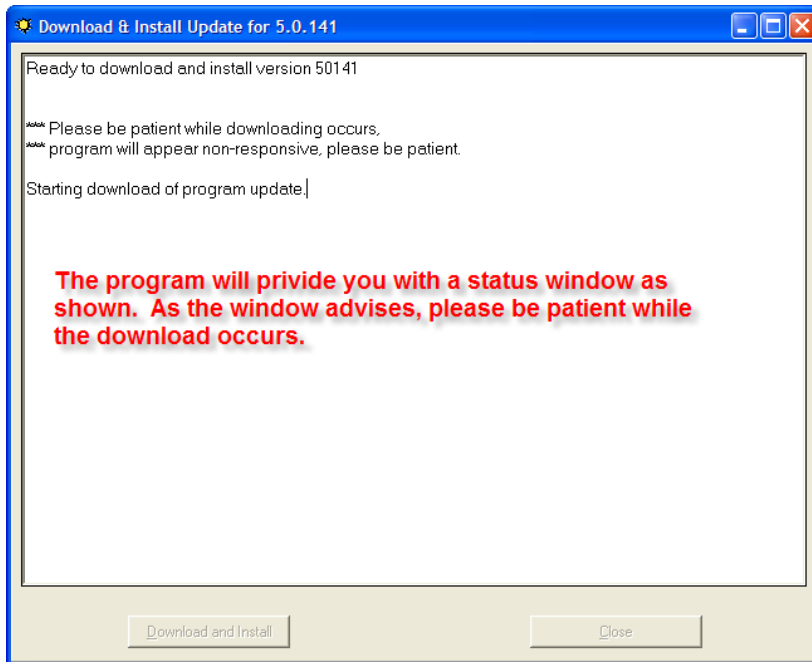 Download & Install Update for 5.0.141
Ready to download and install version 50141
*** Please be patient while downloading occurs,
*** program will appear non-responsive, please be patient.
Starting download of program update.
The program will privide you with a status window as
shown.  As the window advises, please be patient while
the download occurs.
Download and Install
Close